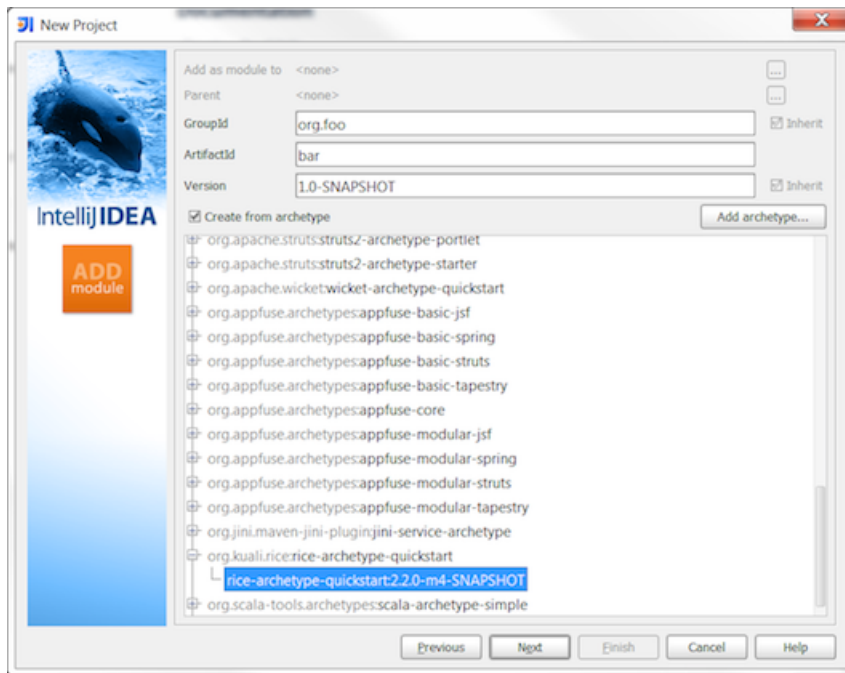 Documentation
New Project
Add as module to <none> ...
Parent <none> ...
GroupId org.foo Inherit
ArtifactId bar
Version 1.0-SNAPSHOT Inherit
IntelliJ IDEA
Create from archetype Add archetype...
ADD
module
org.apache.struts:struts2-archetype-portlet
org.apache.struts:struts2-archetype-starter
org.apache.wicket:wicket-archetype-quickstart
org.appfuse.archetypes:appfuse-basic-jsf
org.appfuse.archetypes:appfuse-basic-spring
org.appfuse.archetypes:appfuse-basic-struts
org.appfuse.archetypes:appfuse-basic-tapestry
org.appfuse.archetypes:appfuse-core
org.appfuse.archetypes:appfuse-modular-jsf
org.appfuse.archetypes:appfuse-modular-spring
org.appfuse.archetypes:appfuse-modular-struts
org.appfuse.archetypes:appfuse-modular-tapestry
org.jini.maven-jini-plugin:jini-service-archetype
org.kuali.rice:rice-archetype-quickstart
rice-archetype-quickstart:2.2.0-m4-SNAPSHOT
org.scala-tools.archetypes:scala-archetype-simple
Previous Next Finish Cancel Help